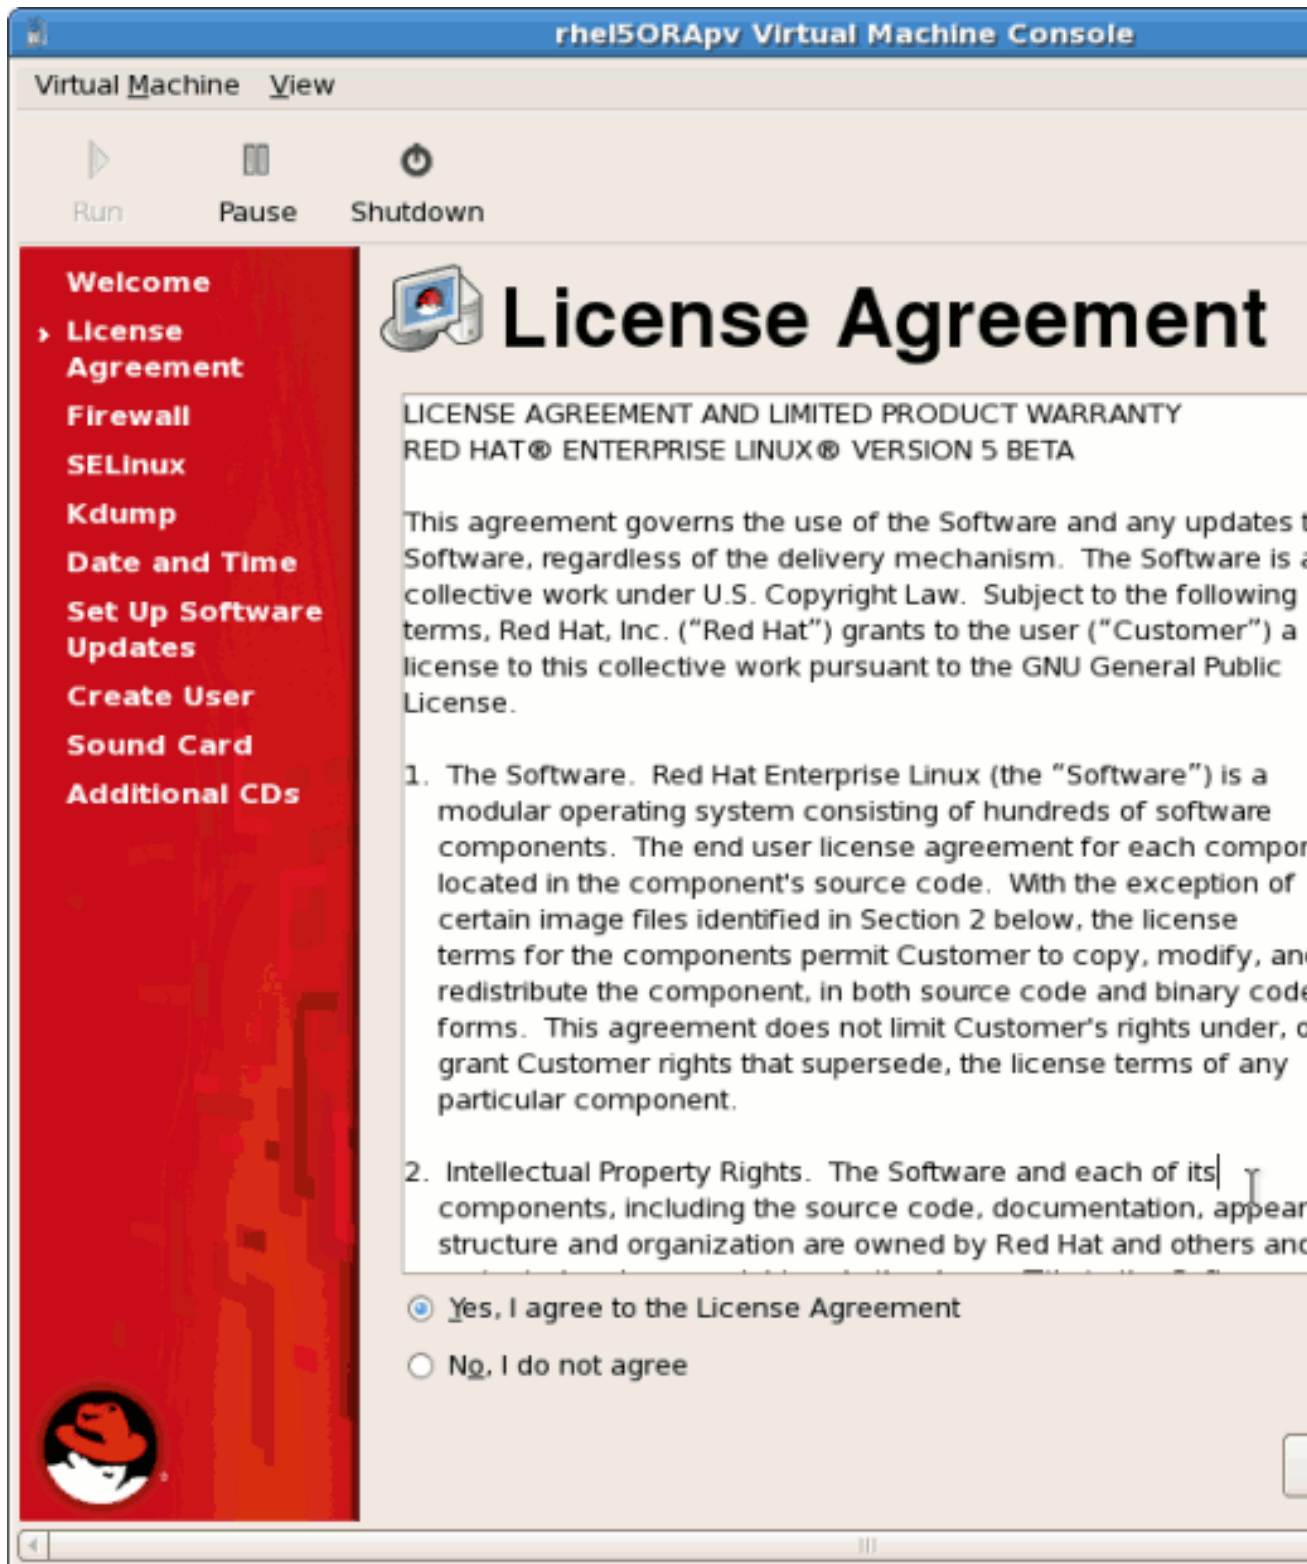 rhel5ORApv Virtual Machine Console
Virtual Machine View
Run Pause Shutdown
Welcome
License
Agreement
Firewall
SELinux
Kdump
Date and Time
Set Up Software
Updates
Create User
Sound Card
Additional CDs
License Agreement
LICENSE AGREEMENT AND LIMITED PRODUCT WARRANTY
RED HAT® ENTERPRISE LINUX® VERSION 5 BETA
This agreement governs the use of the Software and any updates
Software, regardless of the delivery mechanism.  The Software is
collective work under U.S. Copyright Law.  Subject to the following
terms, Red Hat, Inc. (“Red Hat”) grants to the user (“Customer”) a
license to this collective work pursuant to the GNU General Public
License.
1.  The Software.  Red Hat Enterprise Linux (the “Software”) is a
modular operating system consisting of hundreds of software
components.  The end user license agreement for each compon
located in the component's source code.  With the exception of
certain image files identified in Section 2 below, the license
terms for the components permit Customer to copy, modify, and
redistribute the component, in both source code and binary code
forms.  This agreement does not limit Customer's rights under,
grant Customer rights that supersede, the license terms of any
particular component.
2.  Intellectual Property Rights.  The Software and each of its
components, including the source code, documentation, appear
structure and organization are owned by Red Hat and others and
Yes, I agree to the License Agreement
No, I do not agree